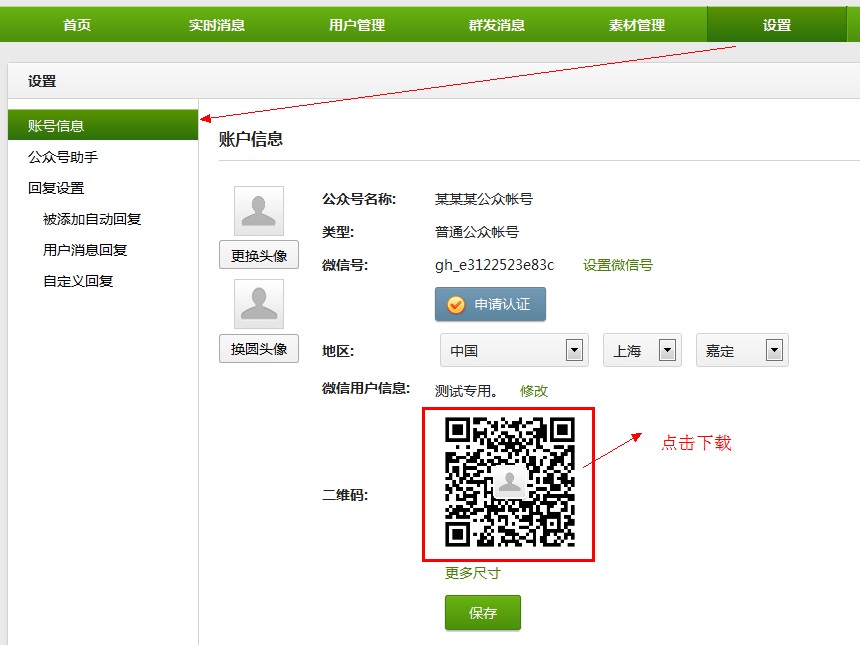 首页 实时消息 用户管理 群发消息 素材管理 设置
设置
账号信息
公众号助手
回复设置
被添加自动回复
用户消息回复
自定义回复
账户信息
更换头像
换圆头像
公众号名称: 某某某公众帐号
类型: 普通公众帐号
微信号: gh_e3122523e83c 设置微信号
申请认证
地区: 中国 上海 嘉定
微信用户信息: 测试专用。 修改
点击下载
二维码:
更多尺寸
保存